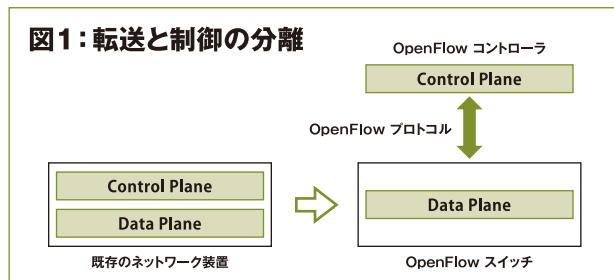 図1：転送と制御の分離
OpenFlow コントローラ
Control Plane
OpenFlow プロトコル
Control Plane
Data Plane
既存のネットワーク装置
Data Plane
OpenFlow スイッチ